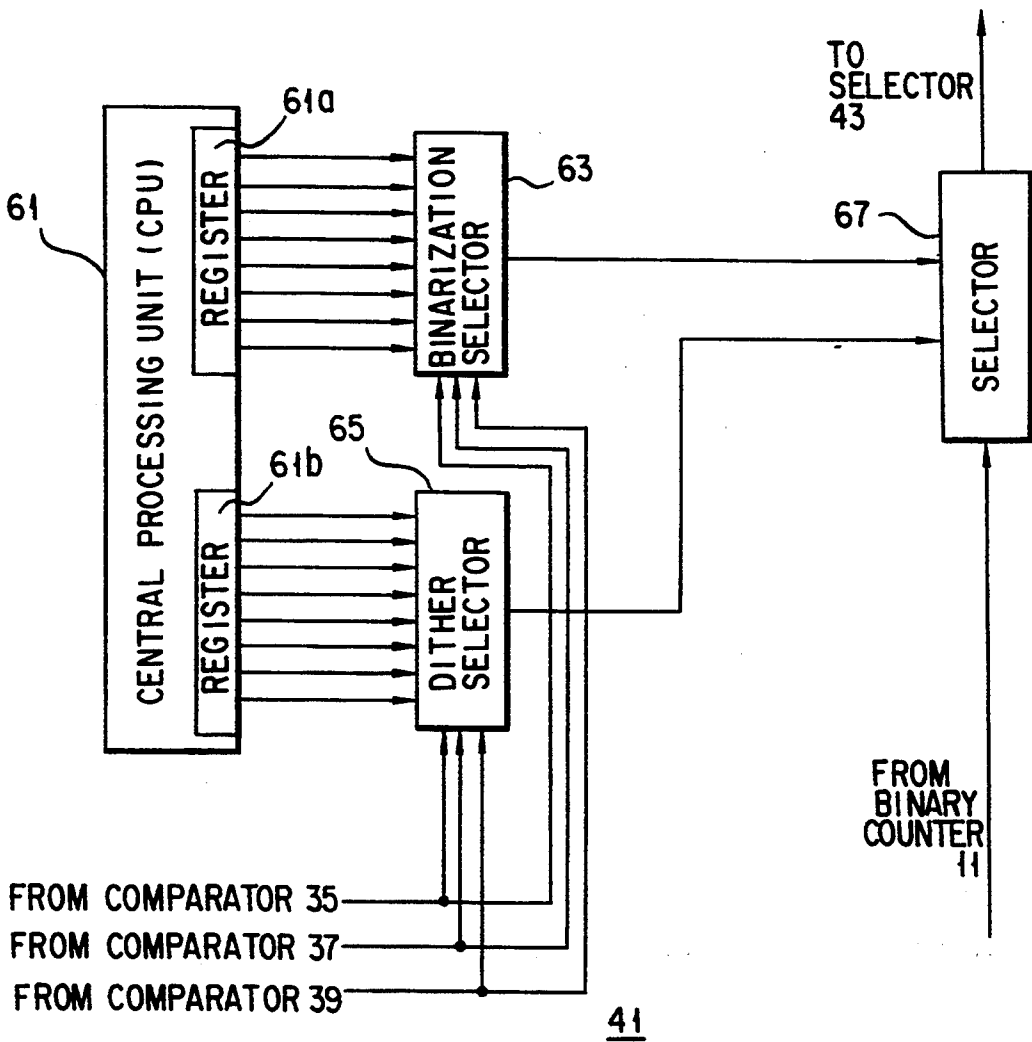 TO
SELECTOR
43
61a
61
CENTRAL PROCESSING UNIT (CPU)
REGISTER
BINARIZATION
SELECTOR
63
67
SELECTOR
65
61b
REGISTER
DITHER
SELECTOR
FROM
BINARY
COUNTER
11
FROM COMPARATOR 35
FROM COMPARATOR 37
FROM COMPARATOR 39
41